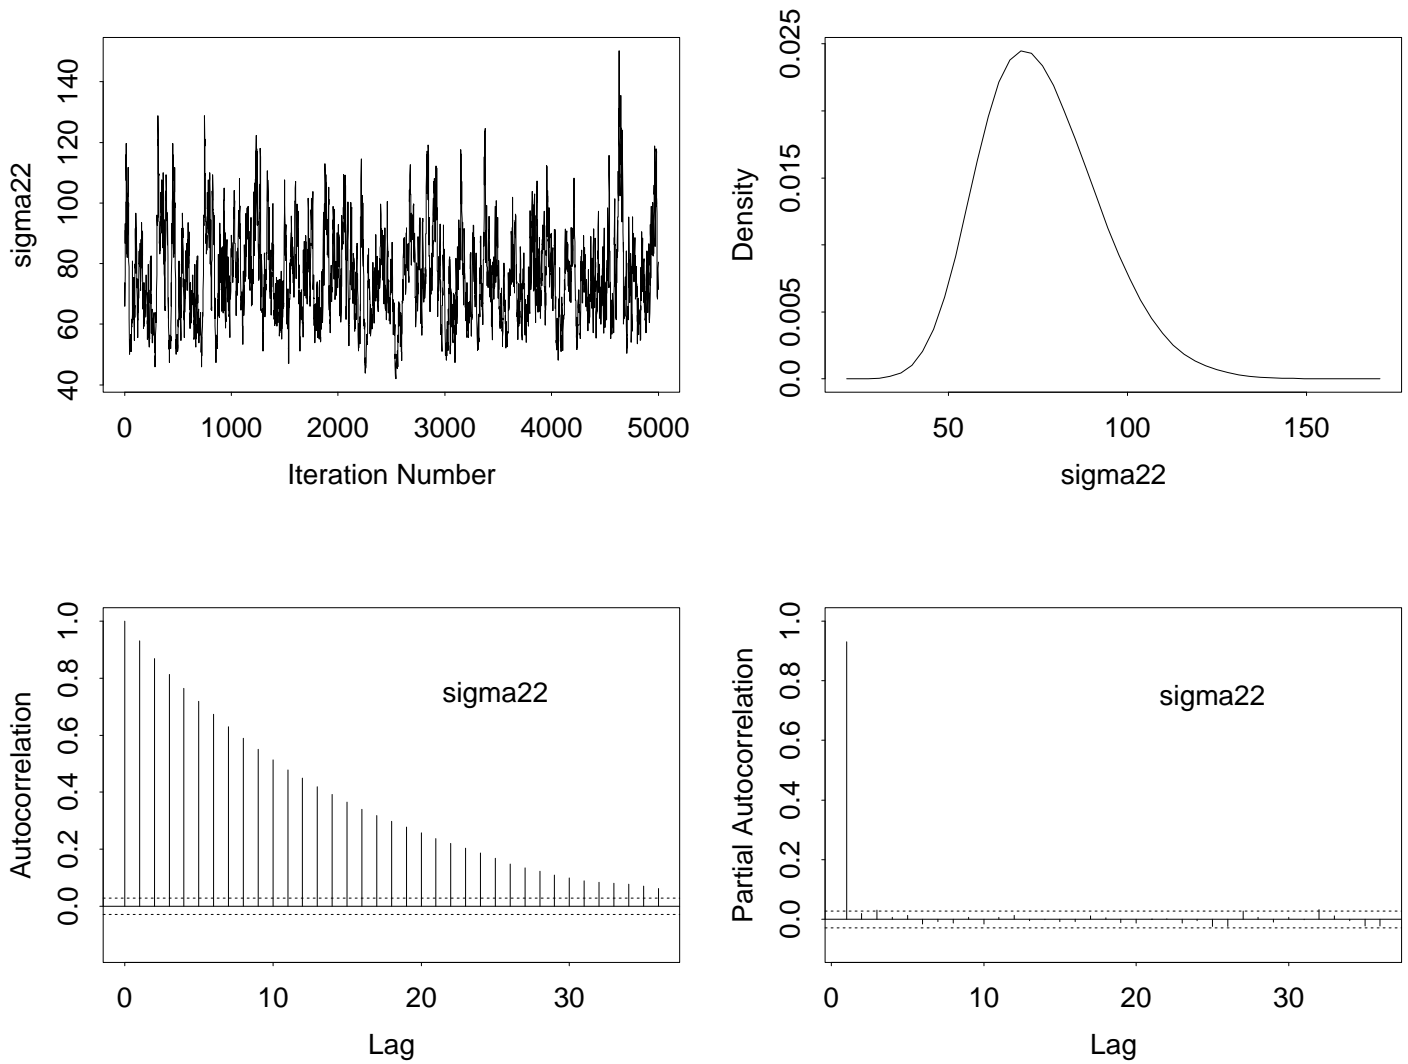 sigma22
40 60 80 100 120 140
0 1000 2000 3000 4000 5000
Iteration Number
Density
0.0 0.005 0.015 0.025
50 100 150
sigma22
Autocorrelation
0.0 0.2 0.4 0.6 0.8 1.0
sigma22
0 10 20 30
Lag
Partial Autocorrelation
0.0 0.2 0.4 0.6 0.8 1.0
sigma22
0 10 20 30
Lag